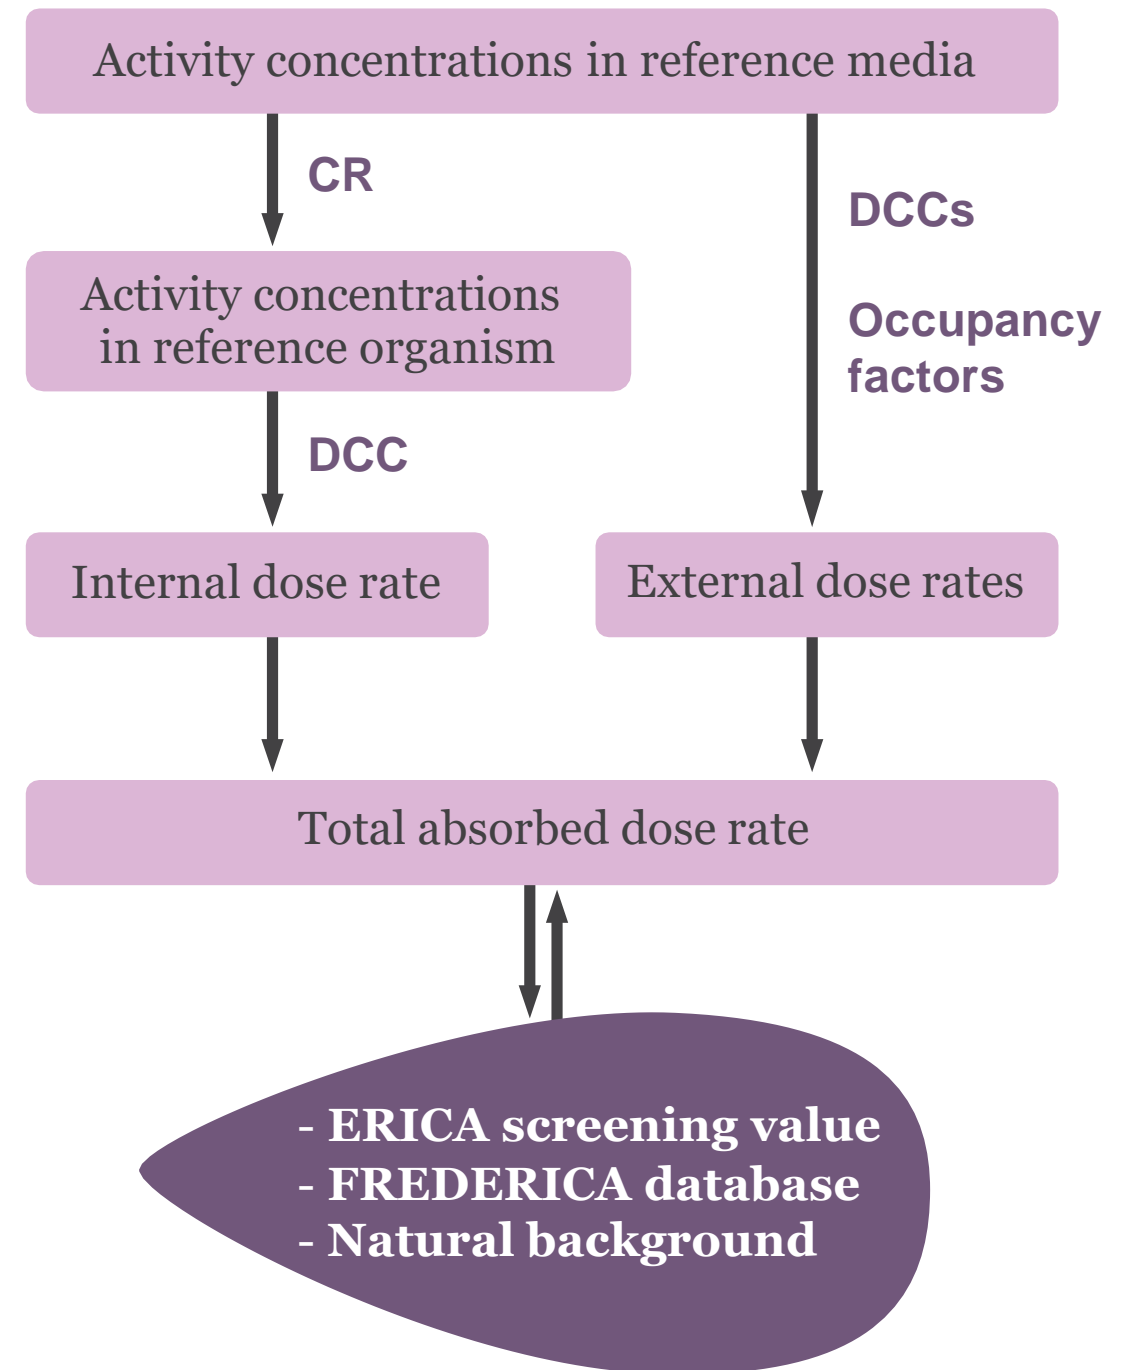 Activity concentrations in reference media
CR
DCCs
Activity concentrations
in reference organism
Occupancy
factors
DCC
Internal dose rate
External dose rates
Total absorbed dose rate
- ERICA screening value
- FREDERICA database
- Natural background